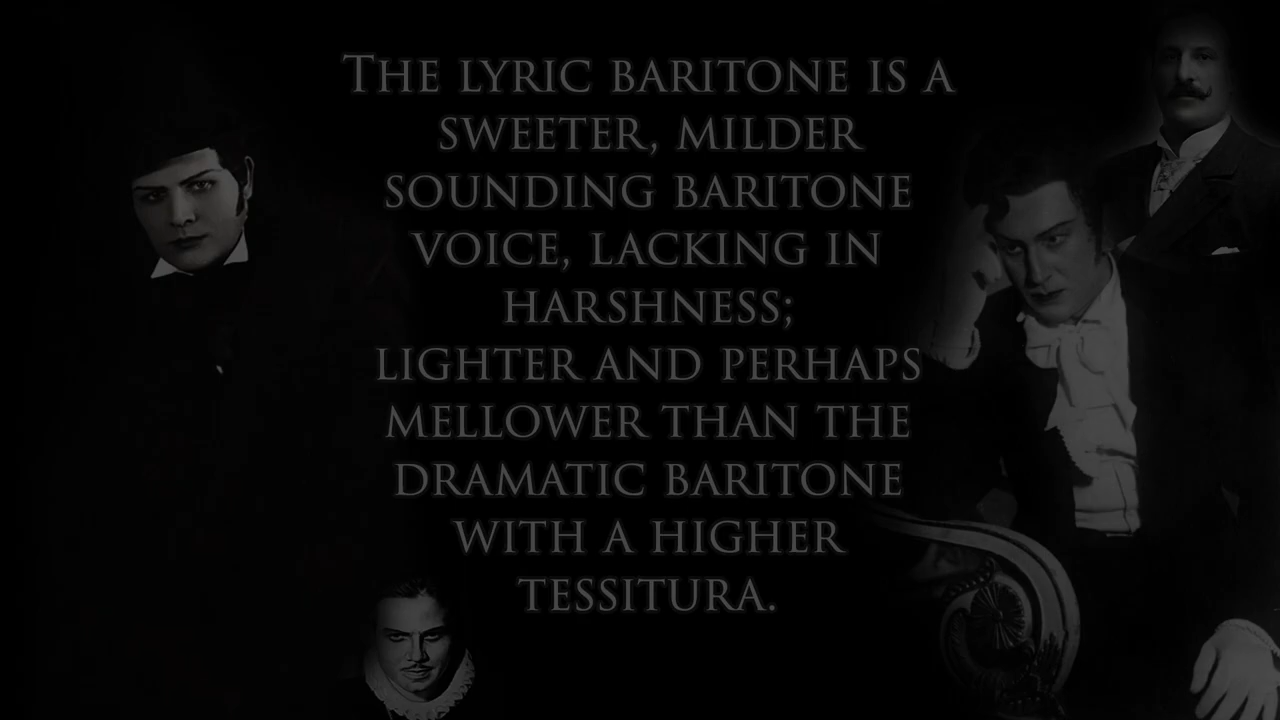 The lyric baritone is a
sweeter, milder
sounding baritone
voice, lacking in
harshness;
lighter and perhaps
mellower than the
dramatic baritone
with a higher
tessitura.